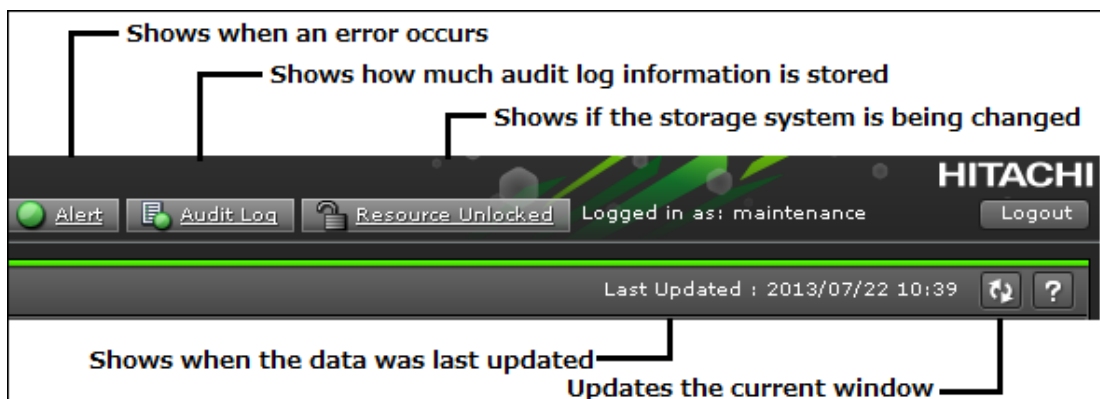 Shows when an error occurs
Shows how much audit log information is stored
Shows if the storage system is being changed
HITACHI
Alert Audit Log Resource Unlocked Logged in as: maintenance Logout
Last Updated : 2013/07/22 10:39 ?
Shows when the data was last updated
Updates the current window